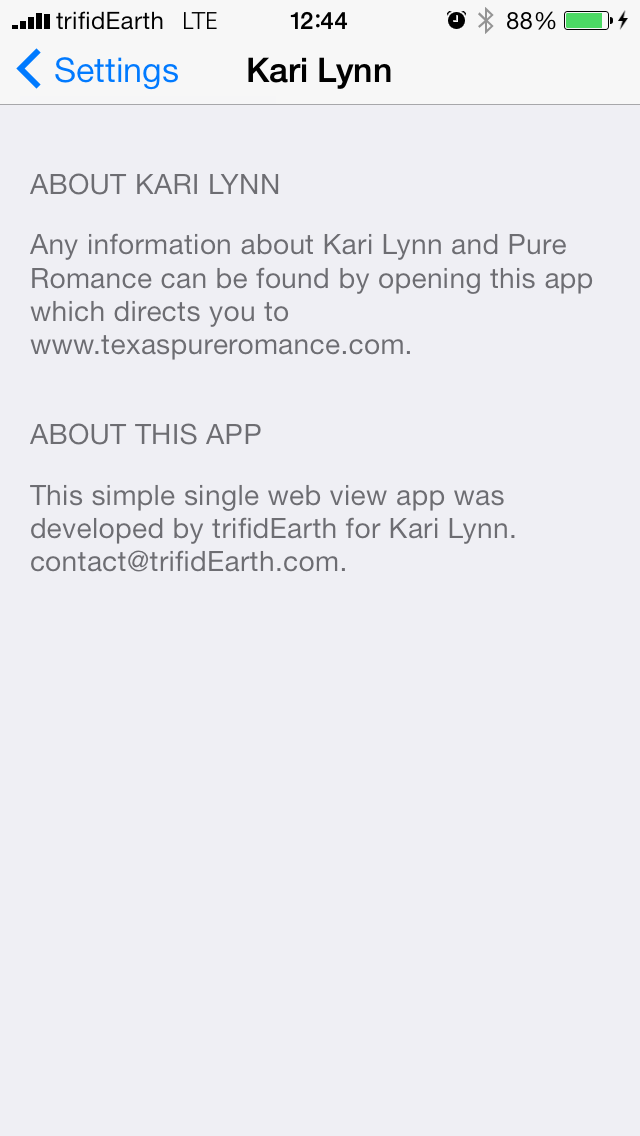 trifidEarth LTE 12:44 88%
Settings Kari Lynn
ABOUT KARI LYNN
Any information about Kari Lynn and Pure
Romance can be found by opening this app
which directs you to
www.texaspureromance.com.
ABOUT THIS APP
This simple single web view app was
developed by trifidEarth for Kari Lynn.
contact@trifidEarth.com.